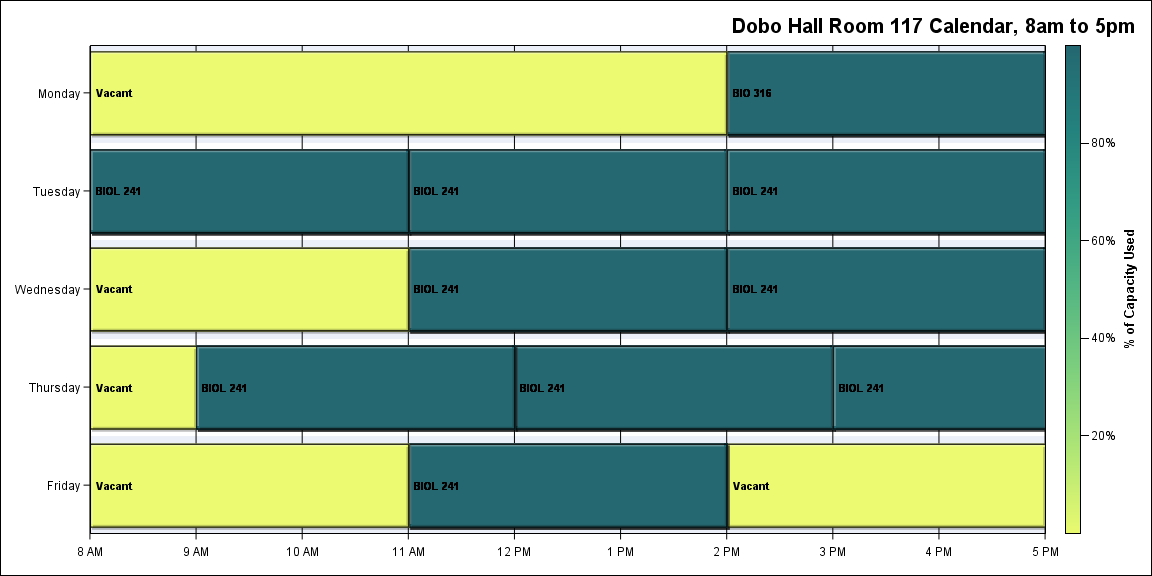 Dobo Hall Room 117 Calendar, 8am to 5pm
Monday
Vacant
BIO 316
Tuesday
BIOL 241
BIOL 241
BIOL 241
Wednesday
Vacant
BIOL 241
BIOL 241
Thursday
Vacant
BIOL 241
BIOL 241
BIOL 241
Friday
Vacant
BIOL 241
Vacant
8 AM
9 AM
10 AM
11 AM
12 PM
1 PM
2 PM
3 PM
4 PM
5 PM
80%
60%
40%
20%
% of Capacity Used